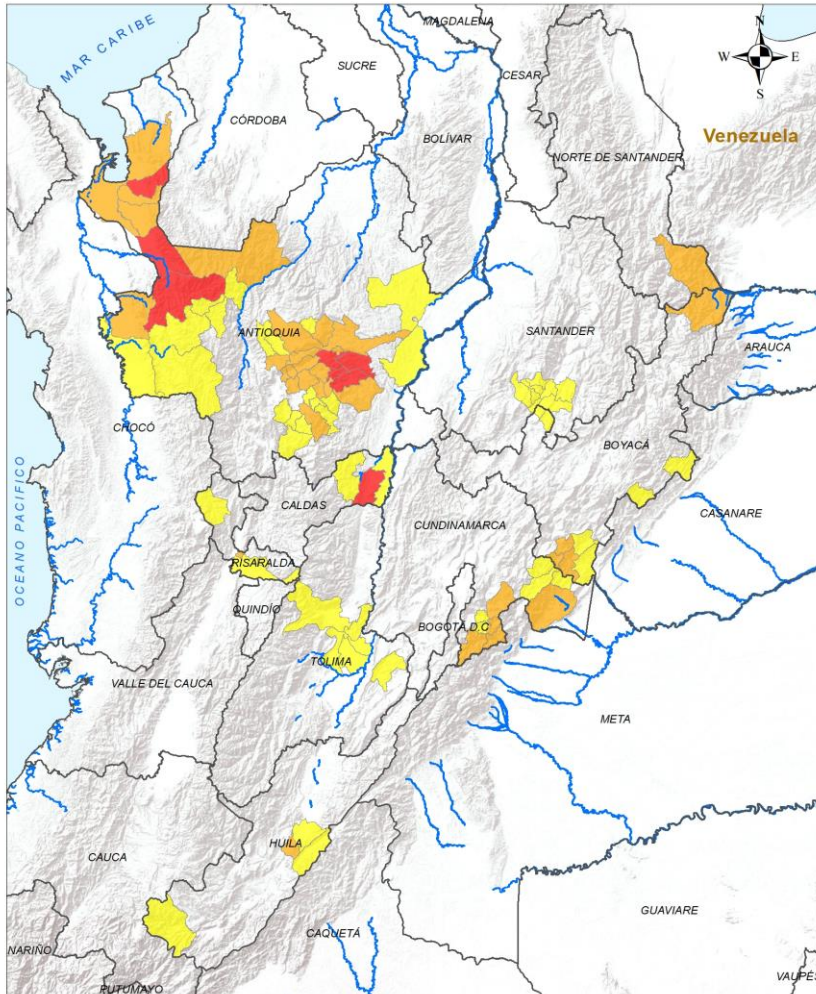 MAGDALENA
N
W E
S
MAR CARIBE
SUCRE
CESAR
CÓRDOBA
BOLÍVAR
Venezuela
NORTE DE SANTANDER
ANTIOQUIA
SANTANDER
ARAUCA
CHOCÓ
BOYACÁ
OCEANO PACIFICO
CALDAS
CUNDINAMARCA
CASANARE
RISARALDA
QUINDÍO
BOGOTÁ D.C
TOLIMA
VALLE DEL CAUCA
META
HUILA
CAUCA
GUAVIARE
CAQUETÁ
NARIÑO
PUTUMAYO
VAUPÉS